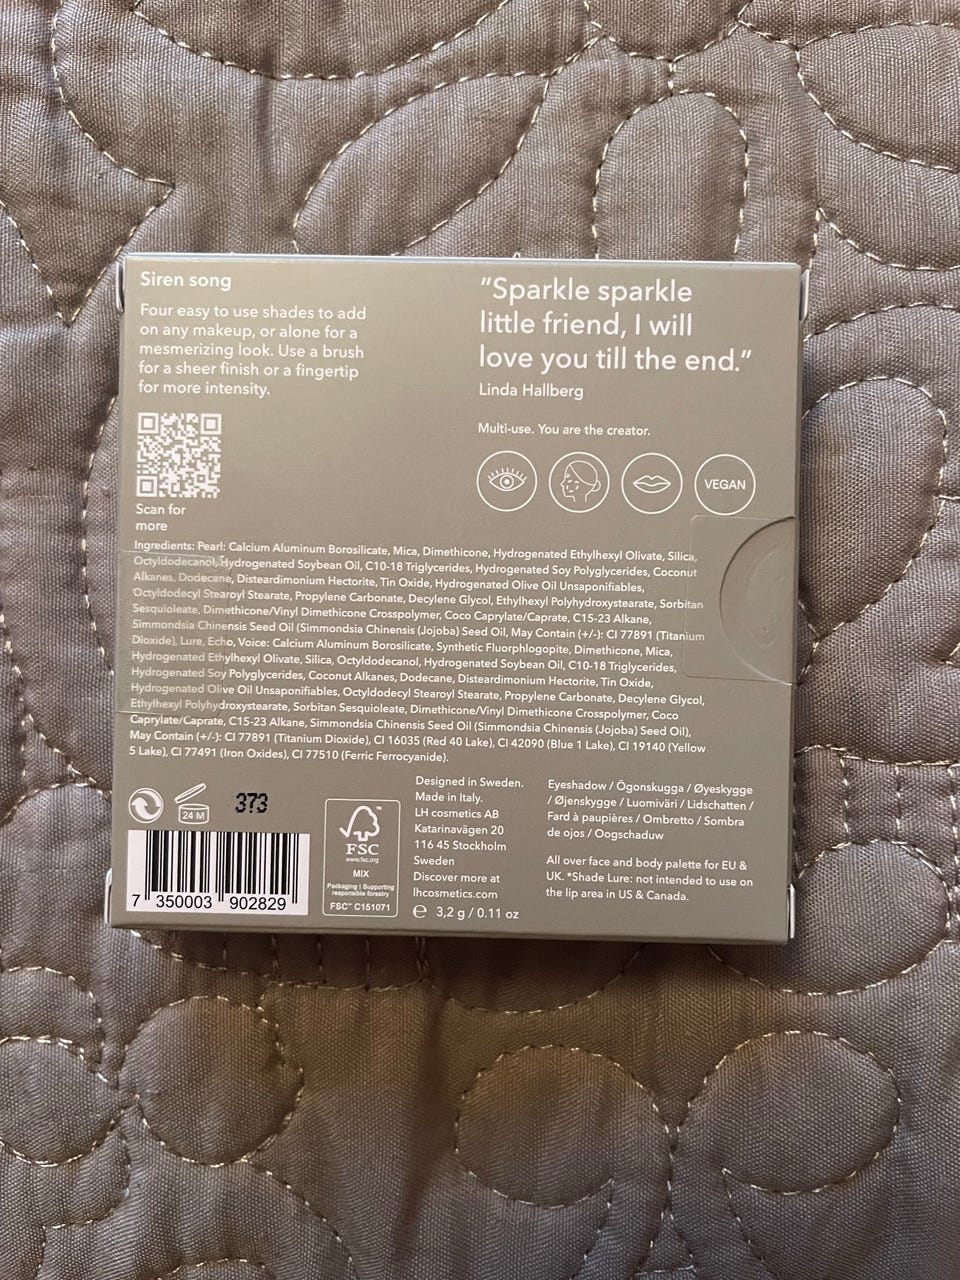 Siren song
Four easy to use shades to add
on any makeup, or alone for a
mesmerizing look. Use a brush
for a sheer finish or a fingertip
for more intensity.
Scan for
more
"Sparkle sparkle
little friend, I will
love you till the end."
Linda Hallberg
Multi-use. You are the creator.
VEGAN
Ingredients: Pearl: Calcium Aluminum Borosilicate, Mica, Dimethicone, Hydrogenated Ethylhexyl Olivate, Silica,
Octyldodecanol, Hydrogenated Soybean Oil, C10-18 Triglycerides, Hydrogenated Soy Polyglycerides, Coconut
Alkanes, Dodecane, Disteardimonium Hectorite, Tin Oxide, Hydrogenated Olive Oil Unsaponifiables,
Octyldodecyl Stearoyl Stearate, Propylene Carbonate, Decylene Glycol, Ethylhexyl Polyhydroxystearate, Sorbitan
Sesquioleate, Dimethicone/Vinyl Dimethicone Crosspolymer, Coco Caprylate/Caprate, C15-23 Alkane,
Simmondsia Chinensis Seed Oil (Simmondsia Chinensis (Jojoba) Seed Oil, May Contain (+/-): CI 77891 (Titanium
Dioxide), Lure, Echo, Voice: Calcium Aluminum Borosilicate, Synthetic Fluorphlogopite, Dimethicone, Mica,
Hydrogenated Ethylhexyl Olivate, Silica, Octyldodecanol, Hydrogenated Soybean Oil, C10-18 Triglycerides,
Hydrogenated Soy Polyglycerides, Coconut Alkanes, Dodecane, Disteardimonium Hectorite, Tin Oxide,
Hydrogenated Olive Oil Unsaponifiables, Octyldodecyl Stearoyl Stearate, Propylene Carbonate, Decylene Glycol,
Ethylhexyl Polyhydroxystearate, Sorbitan Sesquioleate, Dimethicone/Vinyl Dimethicone Crosspolymer, Coco
Caprylate/Caprate, C15-23 Alkane, Simmondsia Chinensis Seed Oil (Simmondsia Chinensis (Jojoba) Seed Oil),
May Contain (+/-): CI 77891 (Titanium Dioxide), CI 16035 (Red 40 Lake), CI 42090 (Blue 1 Lake), CI 19140 (Yellow
5 Lake), CI 77491 (Iron Oxides), CI 77510 (Ferric Ferrocyanide).
24 M
373
7 350003 902829
FSC™
www.fsc.org
MIX
Packaging | Supporting
responsible forestry
FSC™ C151071
Designed in Sweden.
Made in Italy.
LH cosmetics AB
Katarinavägen 20
116 45 Stockholm
Sweden
Discover more at
lhcosmetics.com
e 3,2 g / 0.11 oz
Eyeshadow / Ögonskugga / Øyeskygge
/ Øjenskygge / Luomiväri / Lidschatten /
Fard à paupières / Ombretto / Sombra
de ojos / Oogschaduw
All over face and body palette for EU &
UK. *Shade Lure: not intended to use on
the lip area in US & Canada.